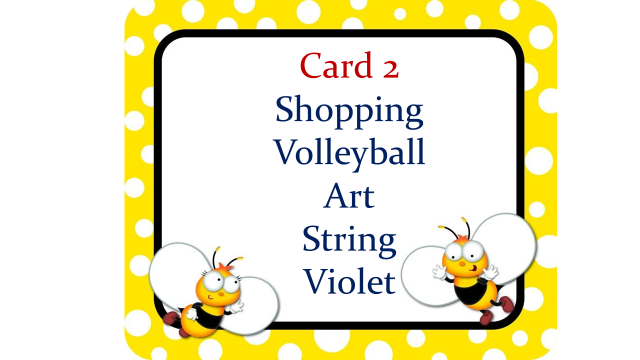 Card 2
Shopping
Volleyball
Art
String
Violet